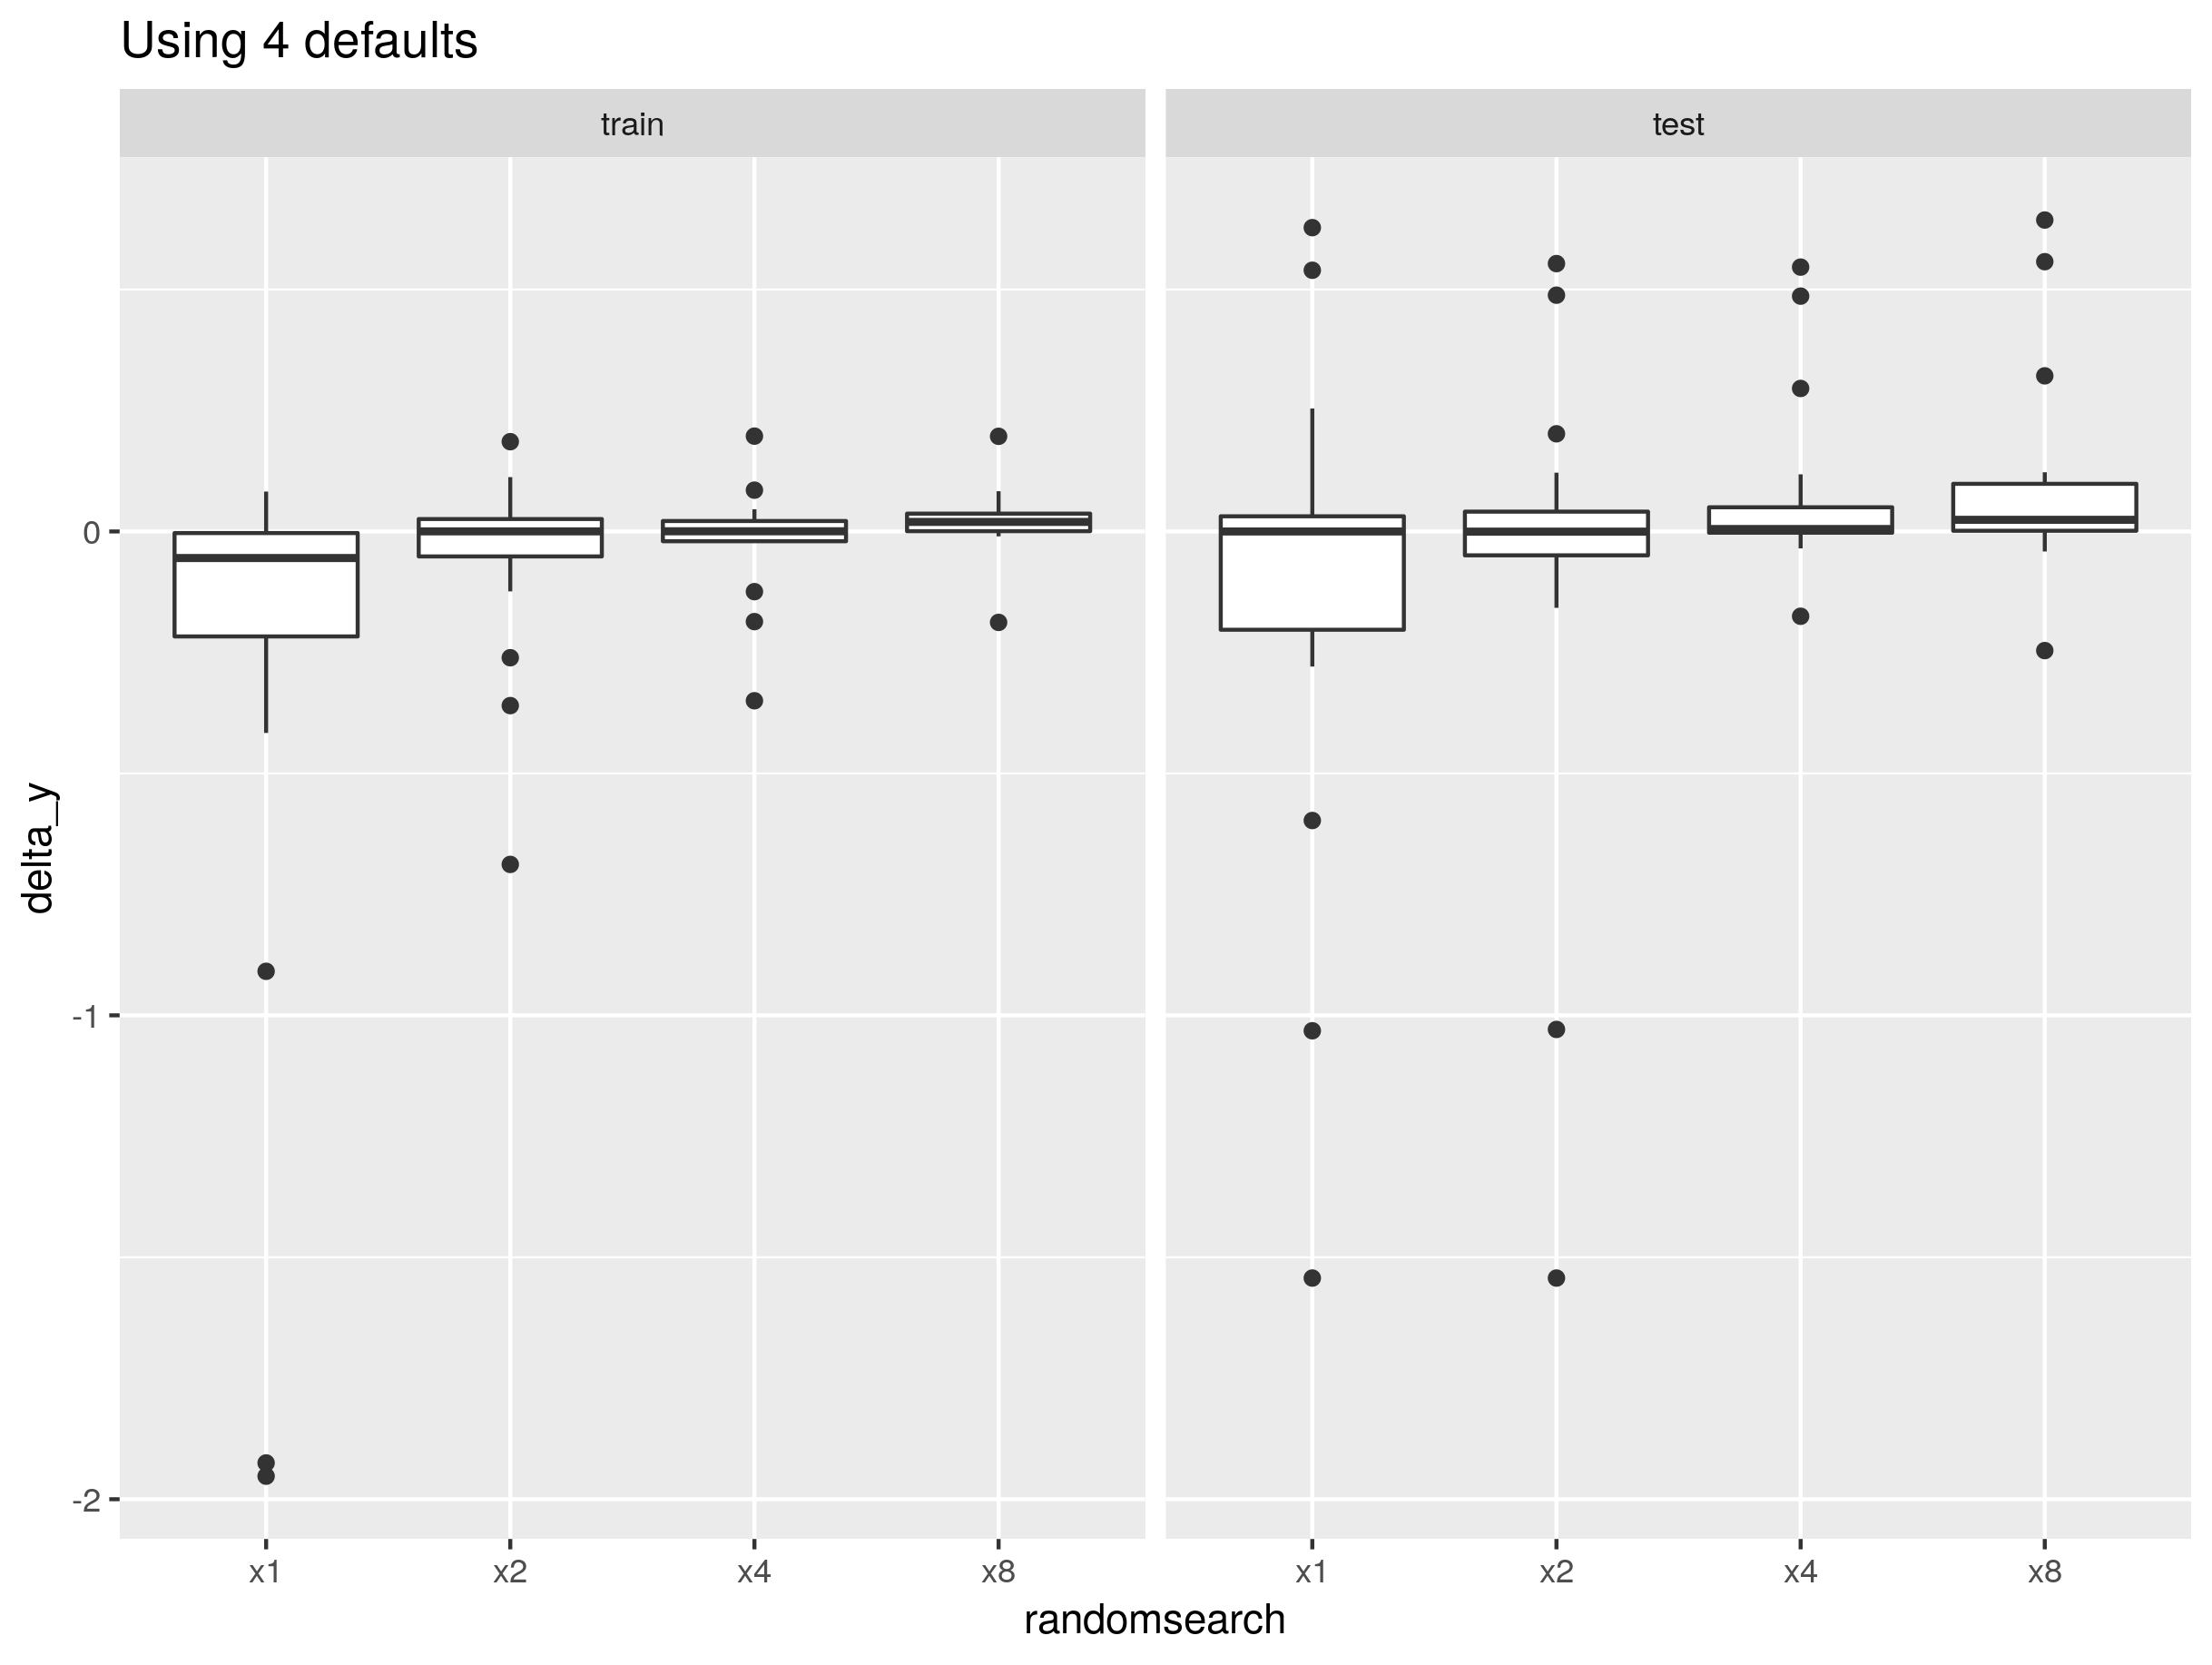 Using 4 defaults
train
test
delta_y
0
-1
-2
x1 x2 x4 x8 x1 x2 x4 x8
randomsearch